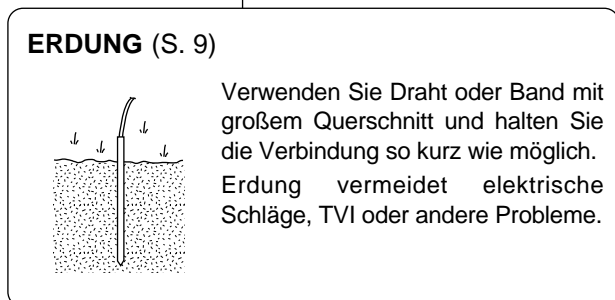 ERDUNG (S. 9)
Verwenden Sie Draht oder Band mit
großem Querschnitt und halten Sie
die Verbindung so kurz wie möglich.
Erdung vermeidet elektrische
Schläge, TVI oder andere Probleme.